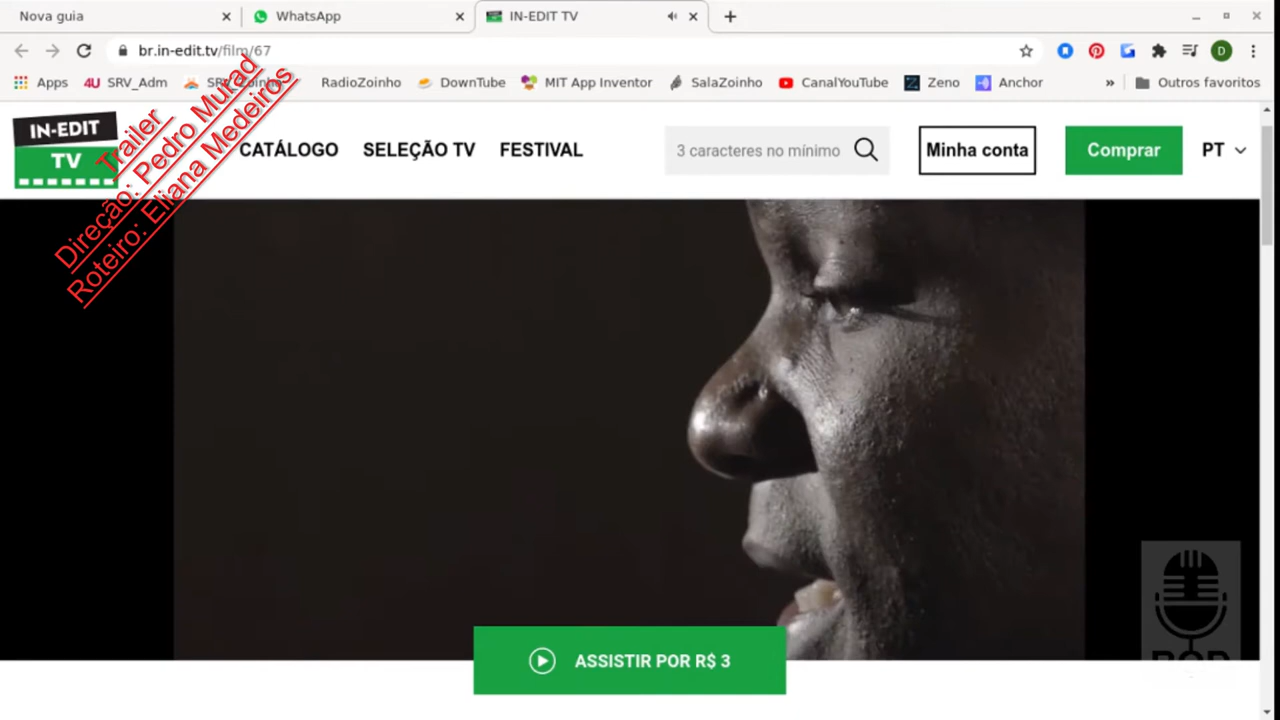 Nova guia
WhatsApp
IN-EDIT TV
br.in-edit.tv/film/67
D
Apps
4U SRV_Adm
RadioZoinho
DownTube
MIT App Inventor
SalaZoinho
CanalYouTube
Z Zeno
Anchor
»
Outros favoritos
IN-EDIT
TV
CATÁLOGO
SELEÇÃO TV
FESTIVAL
3 caracteres no mínimo
Minha conta
Comprar
PT
Trailer
Direção: Pedro Murad
Roteiro: Eliana Medeiros
ASSISTIR POR R$ 3